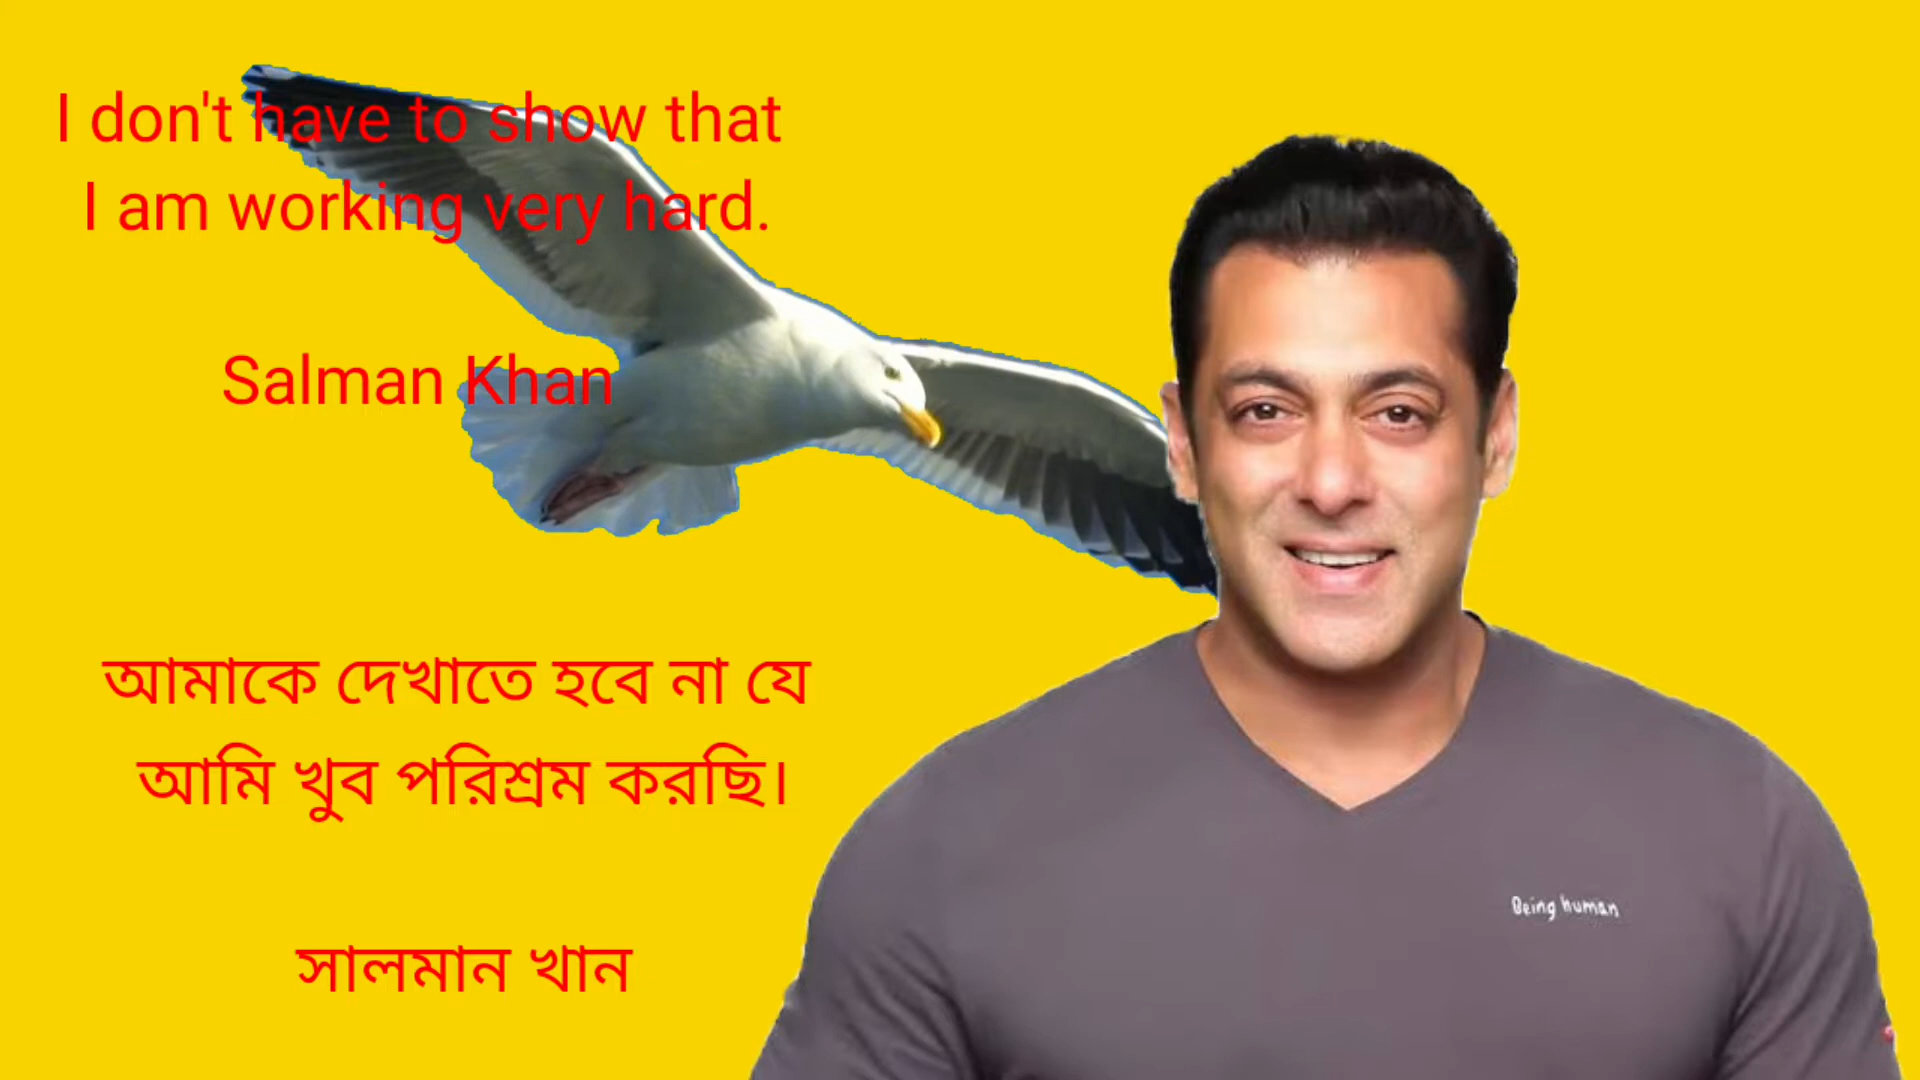 I don't have to show that
I am working very hard.
Salman Khan
আমাকে দেখাতে হবে না যে
আমি খুব পরিশ্রম করছি।
সালমান খান
Being human